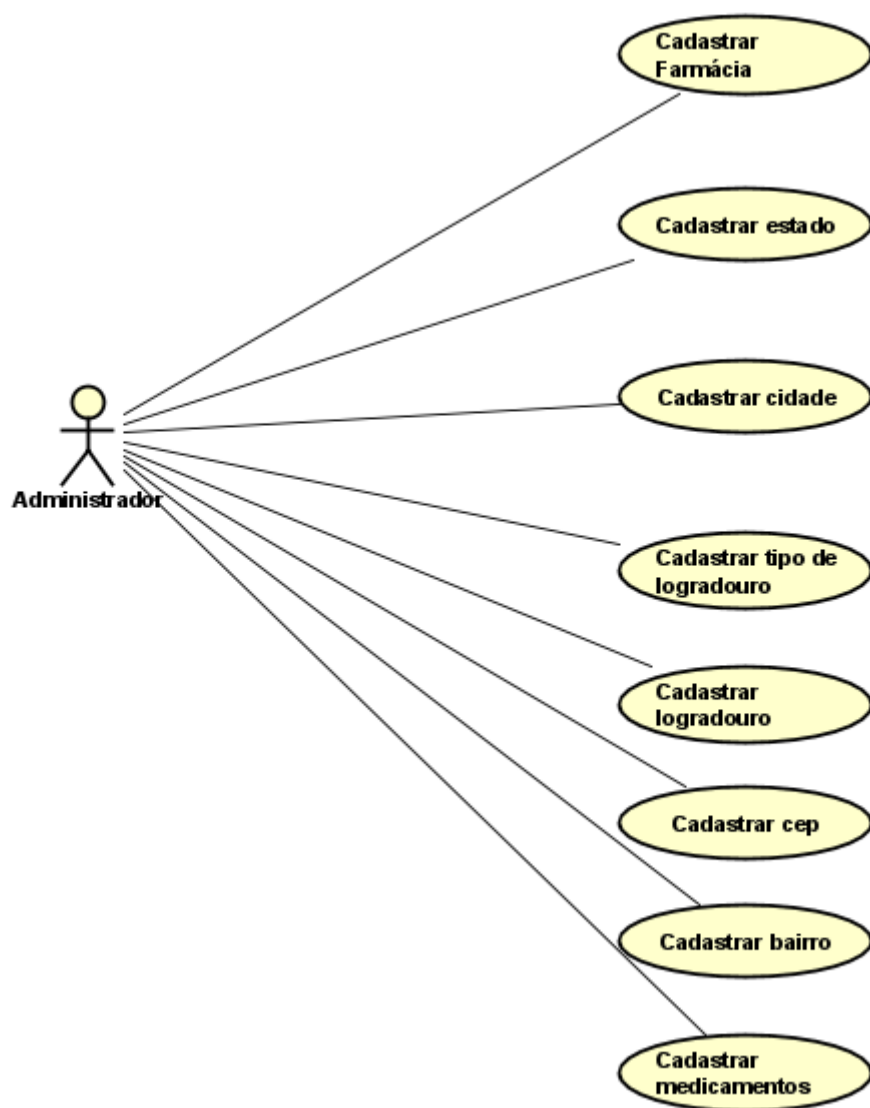 Cadastrar
Farmácia
Cadastrar estado
Cadastrar cidade
Administrador
Cadastrar tipo de
logradouro
Cadastrar
logradouro
Cadastrar cep
Cadastrar bairro
Cadastrar
medicamentos